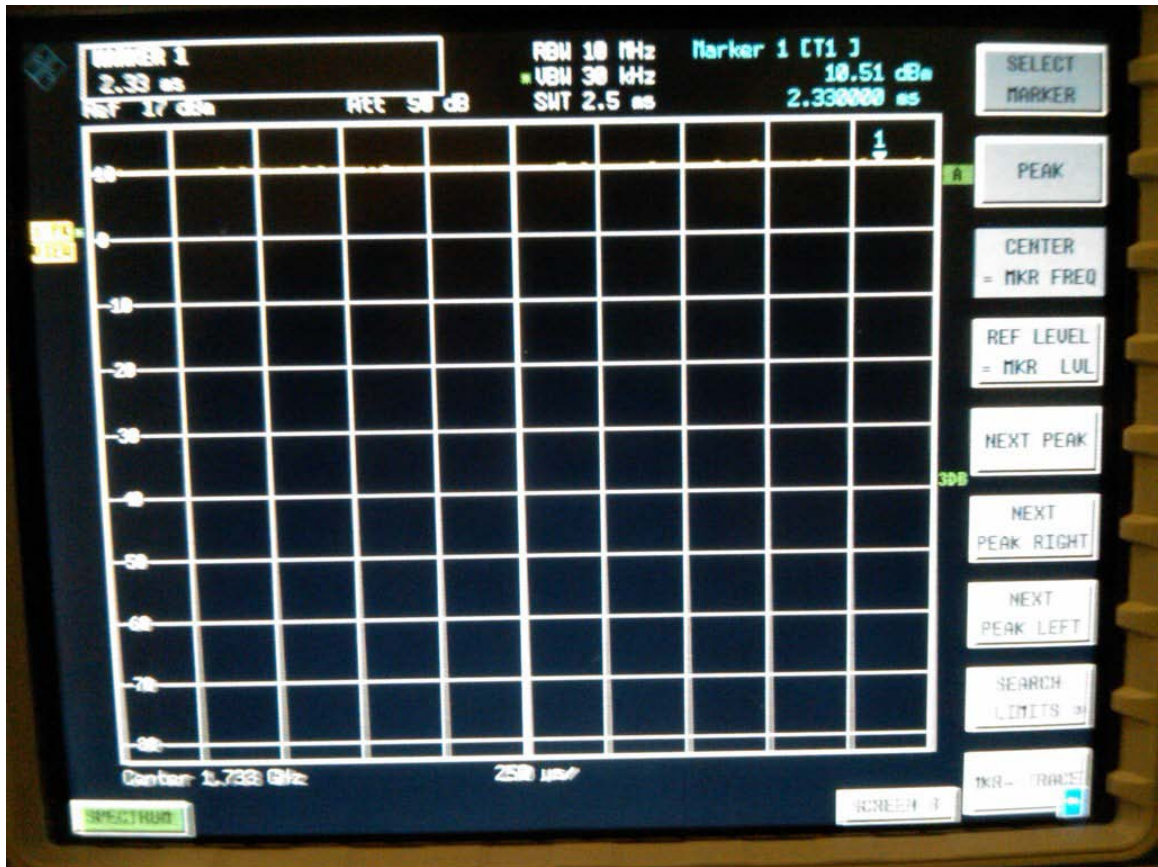 MARKER 1
2.33 ms
RBW 10 MHz
VBW 30 kHz
SWT 2.5 ms
Marker 1 [T1 ]
10.51 dBm
2.330000 ms
Ref 17 dBm
Att 50 dB
1
10
0
-10
-20
-30
-40
-50
-60
-70
-80
A
3DB
Center 1.733 GHz
250 µs/
SPECTRUM
SELECT
MARKER
PEAK
CENTER
= MKR FREQ
REF LEVEL
= MKR LVL
NEXT PEAK
NEXT
PEAK RIGHT
NEXT
PEAK LEFT
SEARCH
LIMITS
TRACE